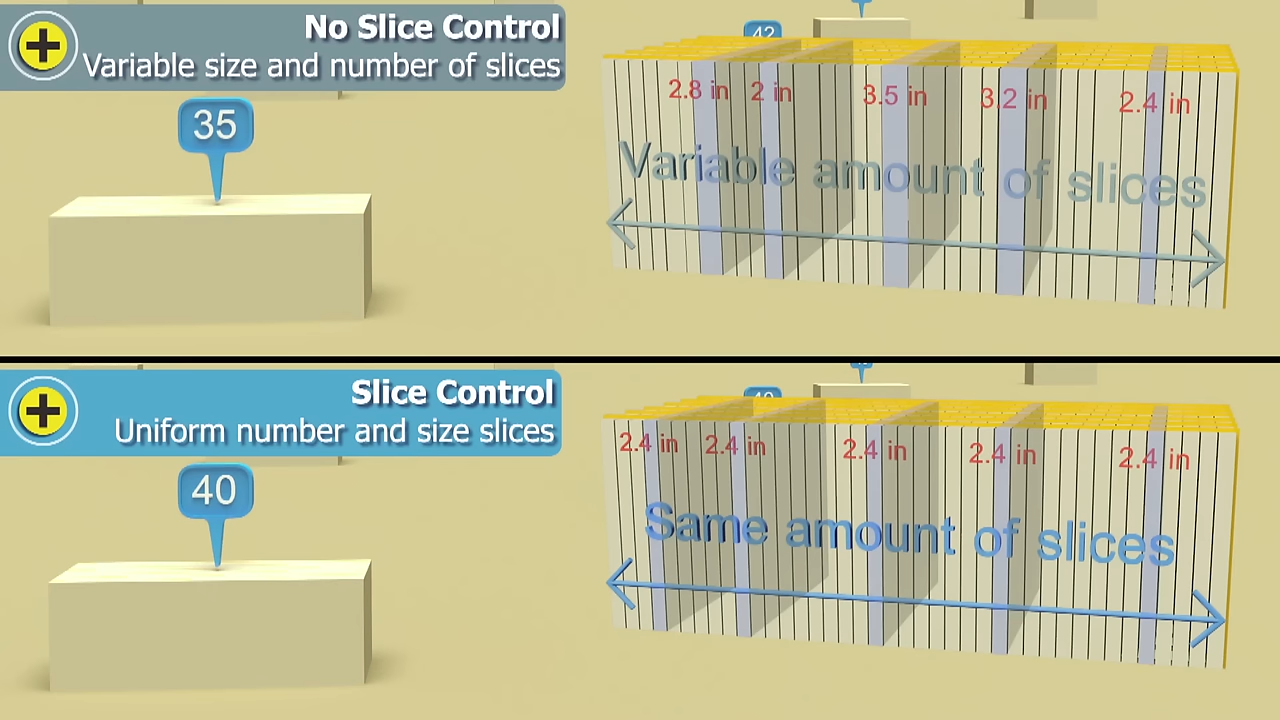 No Slice Control
Variable size and number of slices
42
35
2.8 in 2 in 3.5 in 3.2 in 2.4 in
Variable amount of slices
Slice Control
Uniform number and size slices
40
2.4 in 2.4 in 2.4 in 2.4 in 2.4 in
Same amount of slices